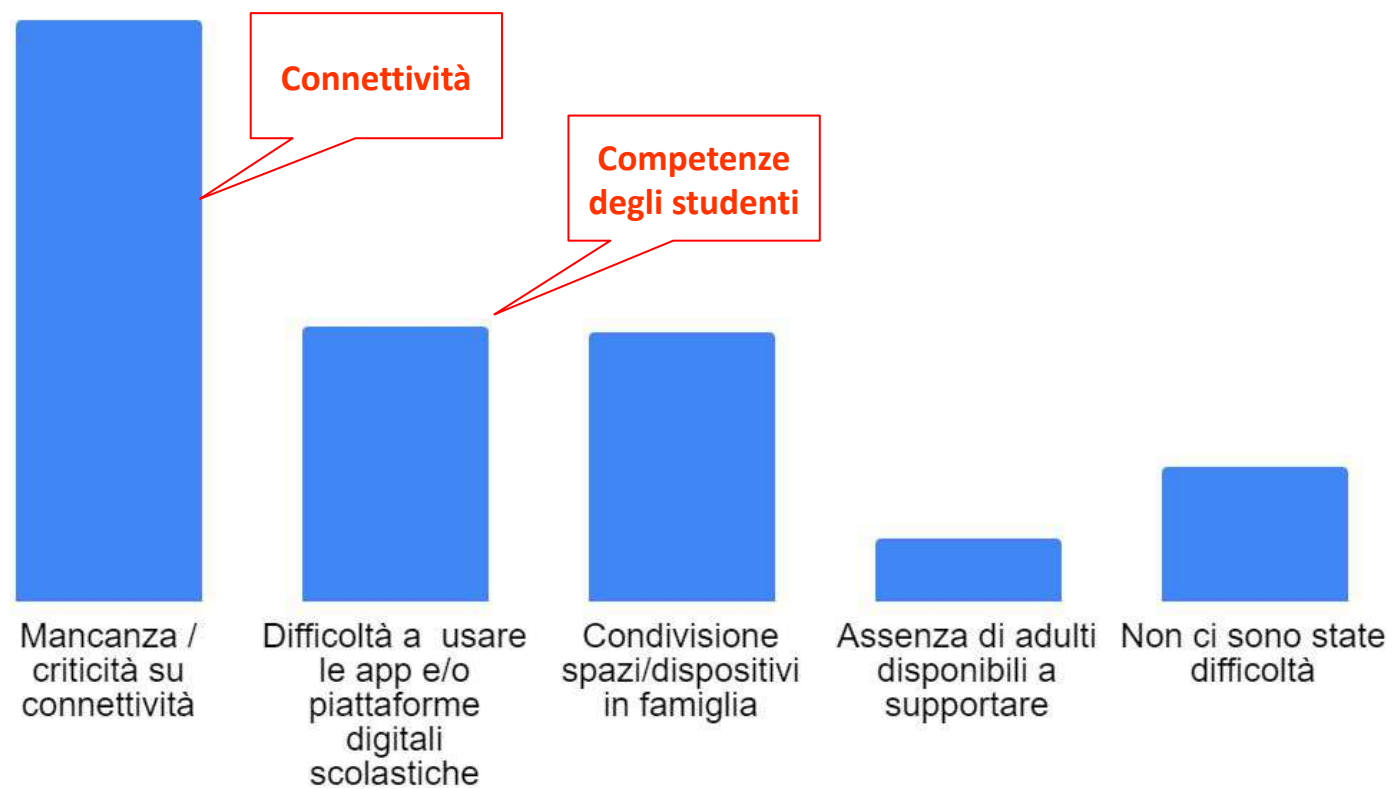 Connettività
Competenze
degli studenti
Mancanza /
criticità su
connettività
Difficoltà a  usare
le app e/o
piattaforme
digitali
scolastiche
Condivisione
spazi/dispositivi
in famiglia
Assenza di adulti
disponibili a
supportare
Non ci sono state
difficoltà